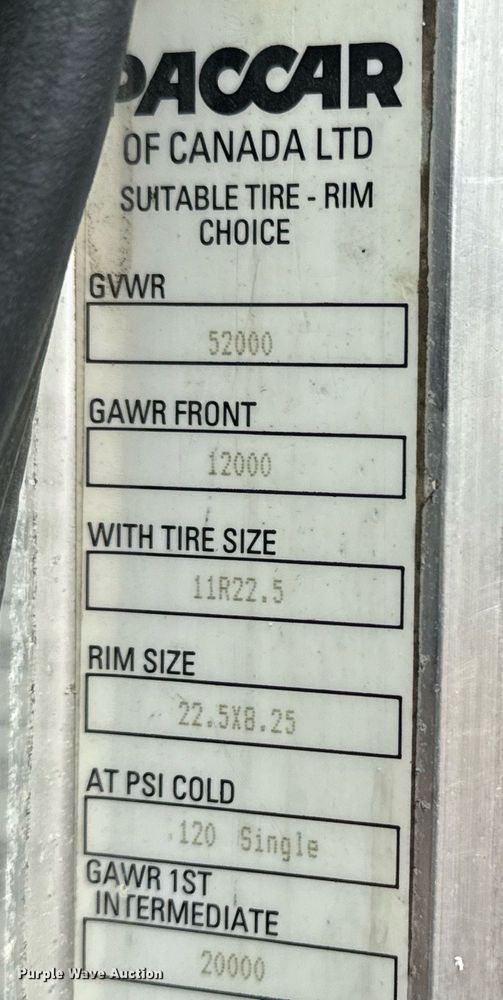 PACCAR
OF CANADA LTD
SUITABLE TIRE - RIM
CHOICE
GVWR
52000
GAWR FRONT
12000
WITH TIRE SIZE
11R22.5
RIM SIZE
22.5X8.25
AT PSI COLD
120 Single
GAWR 1ST
INTERMEDIATE
20000
Purple Wave Auction